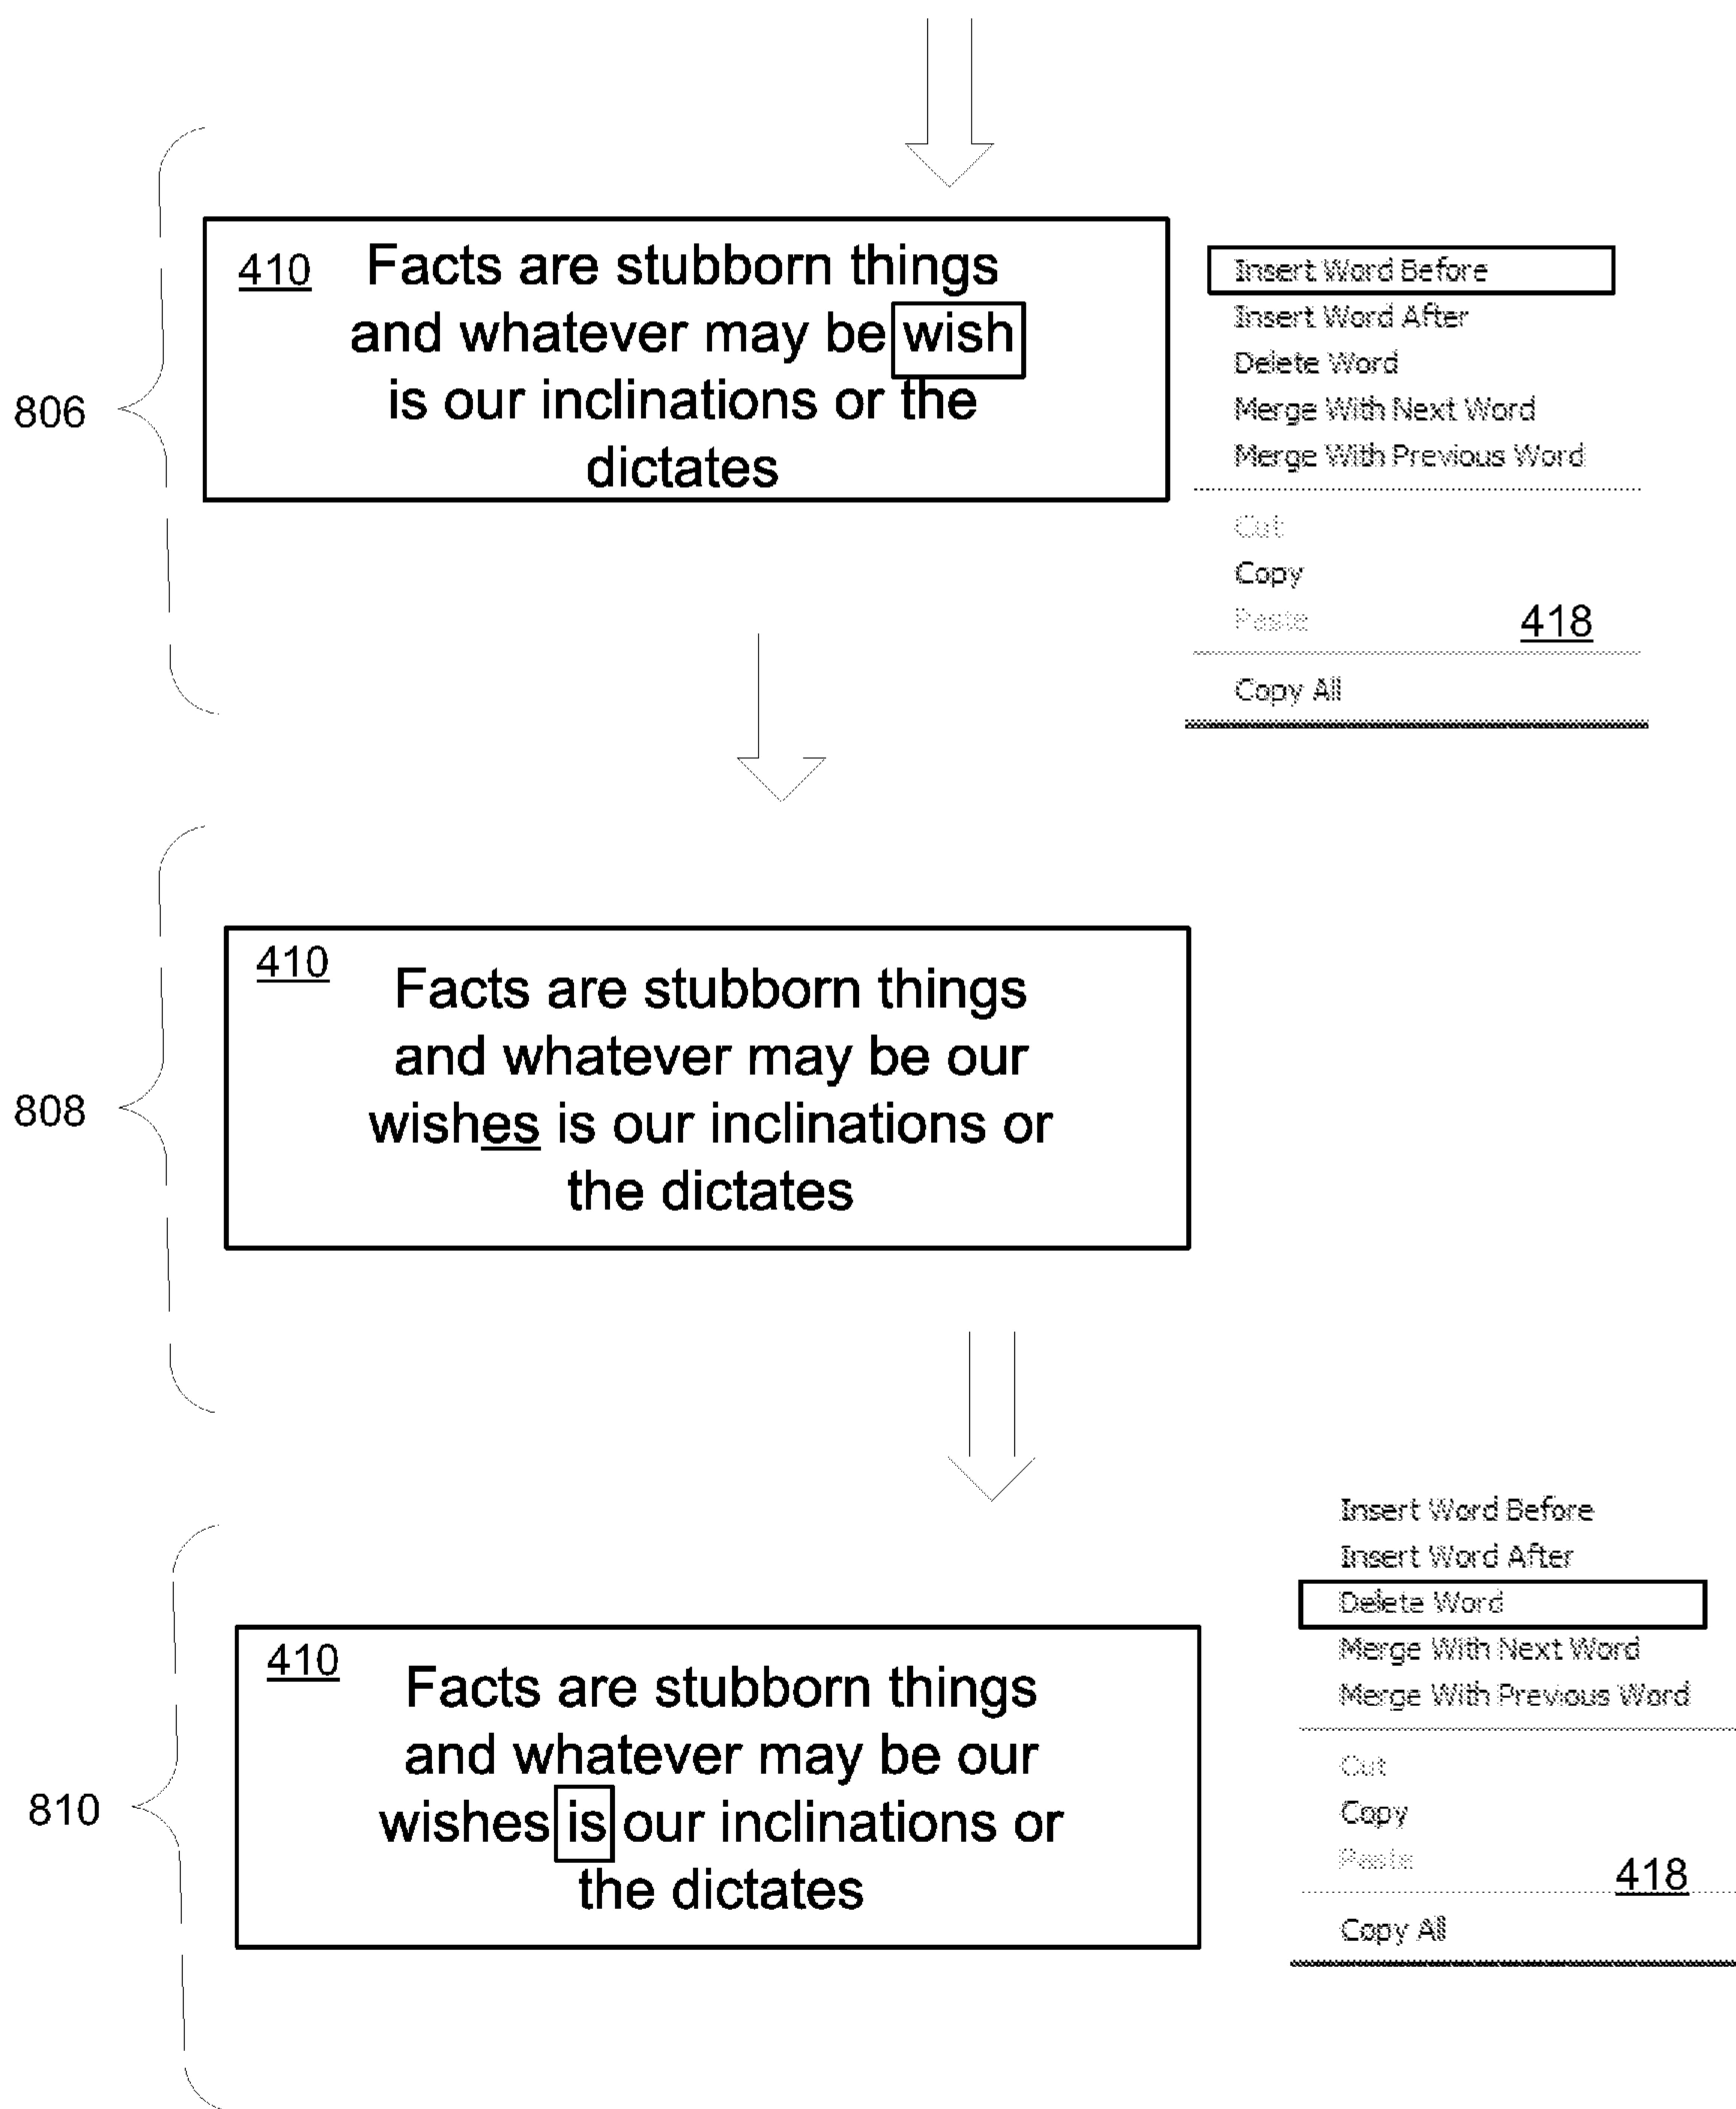 806
410 Facts are stubborn things
and whatever may be wish
is our inclinations or the
dictates
Insert Word Before
Insert Word After
Delete Word
Merge With Next Word
Merge With Previous Word
Cut
Copy
Paste
418
Copy All
808
410
Facts are stubborn things
and whatever may be our
wishes is our inclinations or
the dictates
810
410
Facts are stubborn things
and whatever may be our
wishes is our inclinations or
the dictates
Insert Word Before
Insert Word After
Delete Word
Merge With Next Word
Merge With Previous Word
Cut
Copy
Paste
418
Copy All